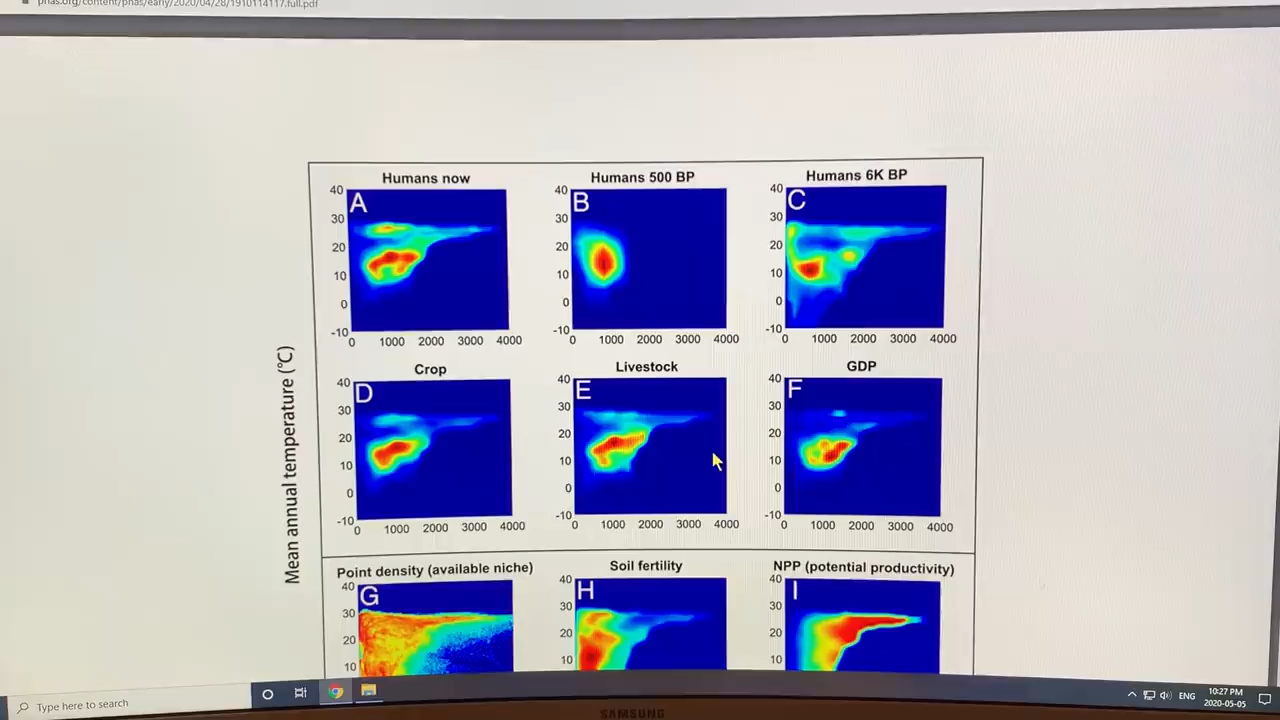 pnas.org/content/pnas/early/2020/04/28/1910114117.full.pdf
Humans now
Humans 500 BP
Humans 6K BP
40
30
20
10
0
-10
A
0 1000 2000 3000 4000
40
30
20
10
0
-10
B
0 1000 2000 3000 4000
40
30
20
10
0
-10
C
0 1000 2000 3000 4000
Mean annual temperature (°C)
Crop
Livestock
GDP
40
30
20
10
0
-10
D
0 1000 2000 3000 4000
40
30
20
10
0
-10
E
0 1000 2000 3000 4000
40
30
20
10
0
-10
F
0 1000 2000 3000 4000
Point density (available niche)
Soil fertility
NPP (potential productivity)
40
30
20
10
G
40
30
20
10
H
40
30
20
10
I
Type here to search
ENG
10:27 PM
2020-05-05
SAMSUNG